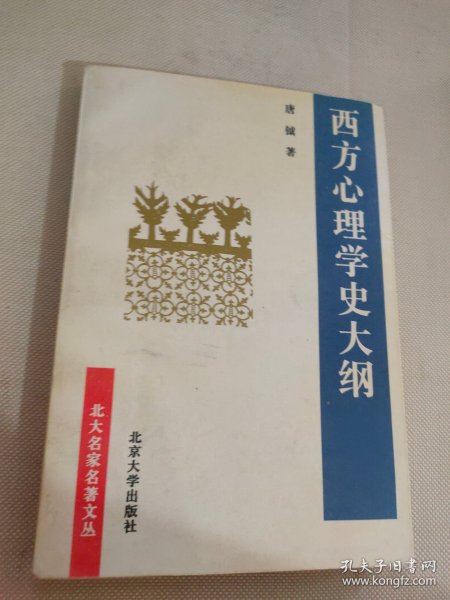 西方心理学史大纲
唐钺 著
北京大学出版社
北大名家名著文丛
孔夫子旧书网
www.kongfz.com